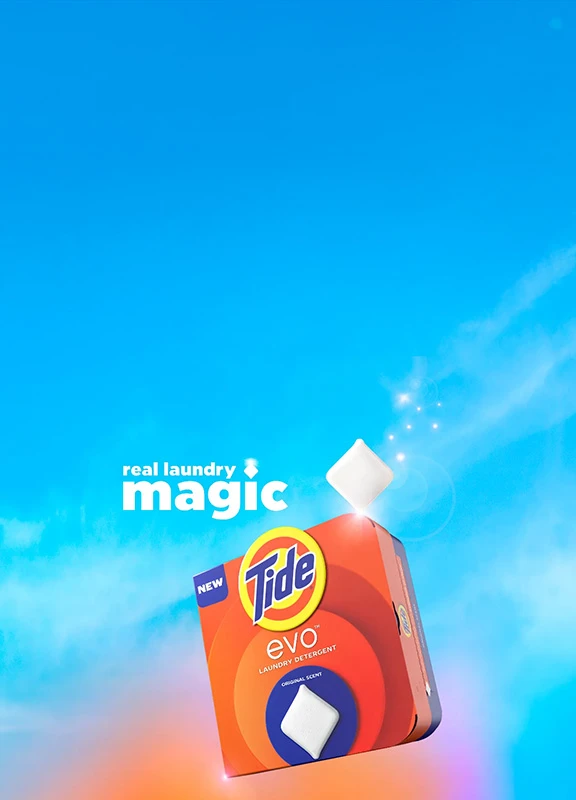 real laundry
magic
NEW
Tide
evo™
LAUNDRY DETERGENT
ORIGINAL SCENT